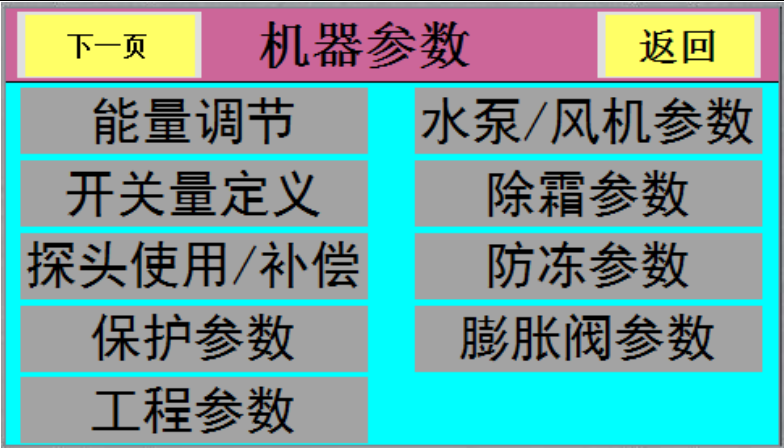 下一页 机器参数 返回
能量调节 水泵/风机参数
开关量定义 除霜参数
探头使用/补偿 防冻参数
保护参数 膨胀阀参数
工程参数